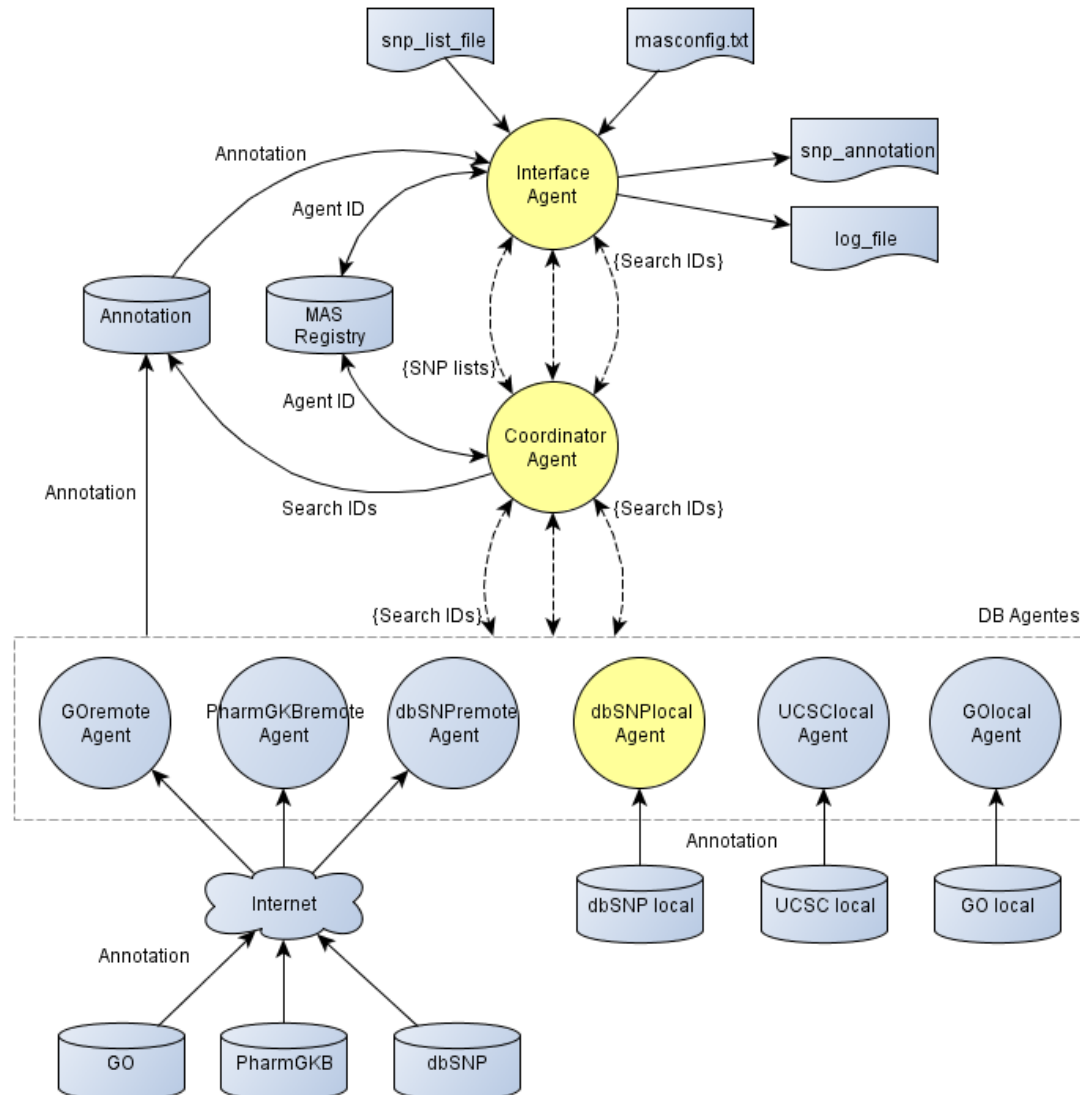 snp_list_file
masconfig.txt
Annotation
Interface
Agent
snp_annotation
Agent ID
log_file
{Search IDs}
Annotation
MAS
Registry
{SNP lists}
Agent ID
Coordinator
Agent
Annotation
Search IDs
{Search IDs}
{Search IDs}
DB Agentes
GOremote
Agent
PharmGKBremote
Agent
dbSNPremote
Agent
dbSNPlocal
Agent
UCSClocal
Agent
GOlocal
Agent
Annotation
Internet
dbSNP local
UCSC local
GO local
Annotation
GO
PharmGKB
dbSNP